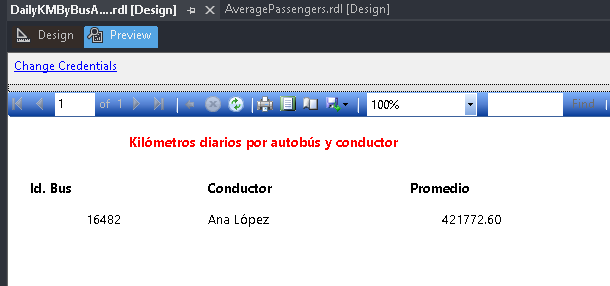 DailyKMByBusA....rdl [Design] AveragePassengers.rdl [Design]
Design Preview
Change Credentials
1 of 1 100% Find
Kilómetros diarios por autobús y conductor
Id. Bus Conductor Promedio
16482 Ana López 421772.60